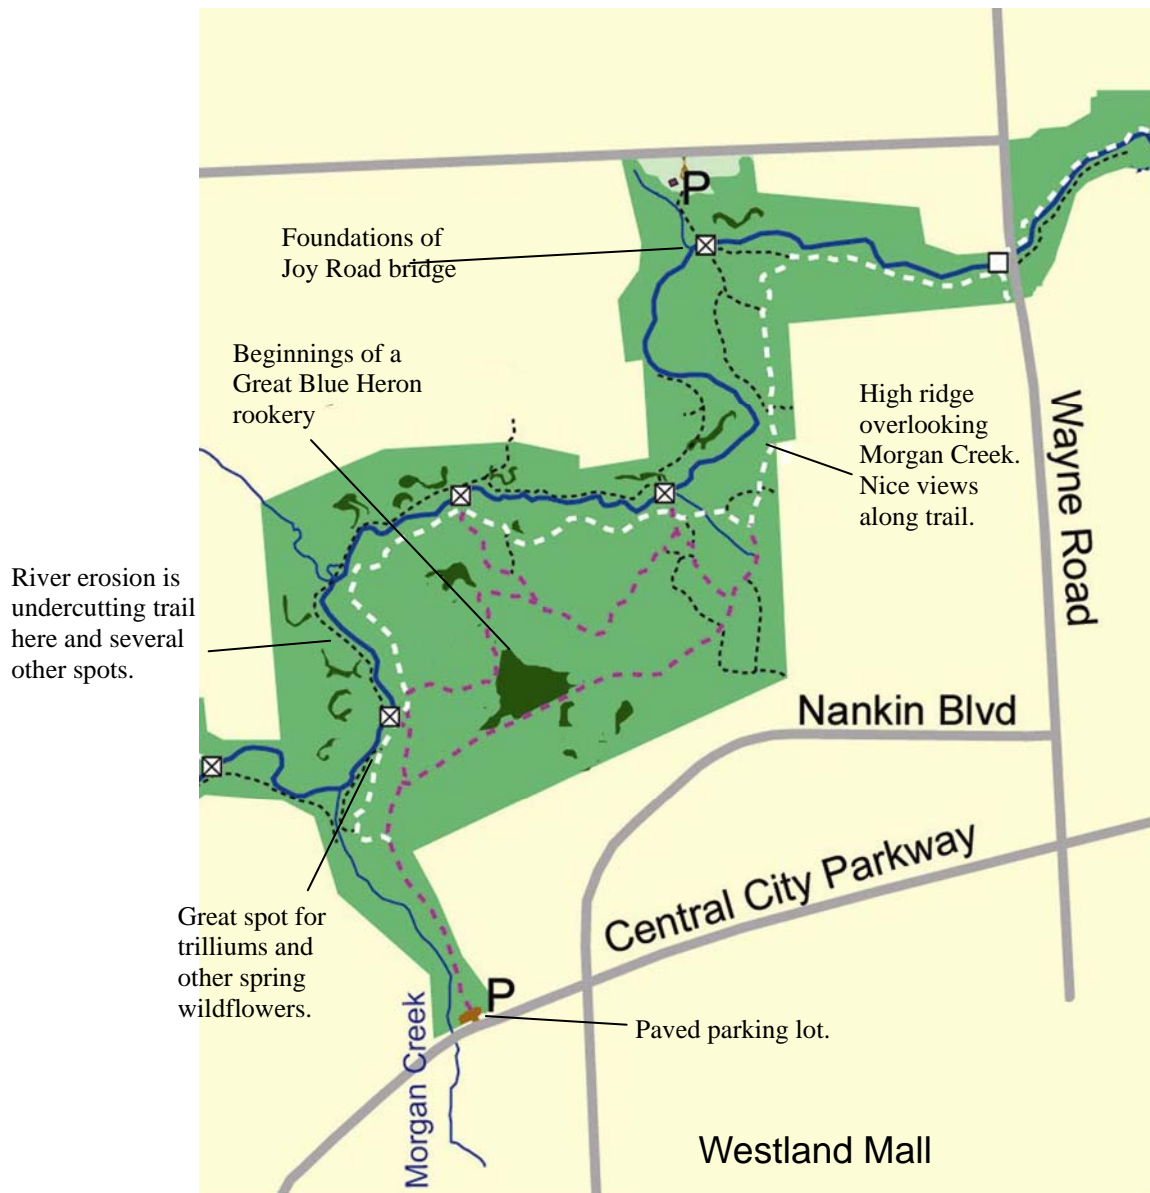 P
Foundations of
Joy Road bridge
Beginnings of a
Great Blue Heron
rookery
High ridge
overlooking
Morgan Creek.
Nice views
along trail.
Wayne Road
River erosion is
undercutting trail
here and several
other spots.
Nankin Blvd
Central City Parkway
Great spot for
trilliums and
other spring
wildflowers.
P
Paved parking lot.
Morgan Creek
Westland Mall